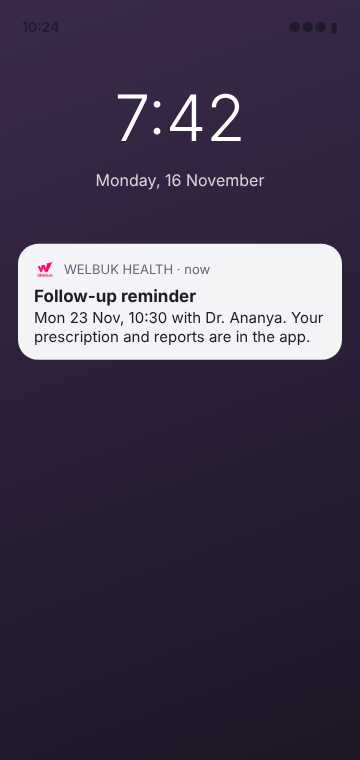 10:24
7:42
Monday, 16 November
WELBUK HEALTH · now
Follow-up reminder
Mon 23 Nov, 10:30 with Dr. Ananya. Your
prescription and reports are in the app.